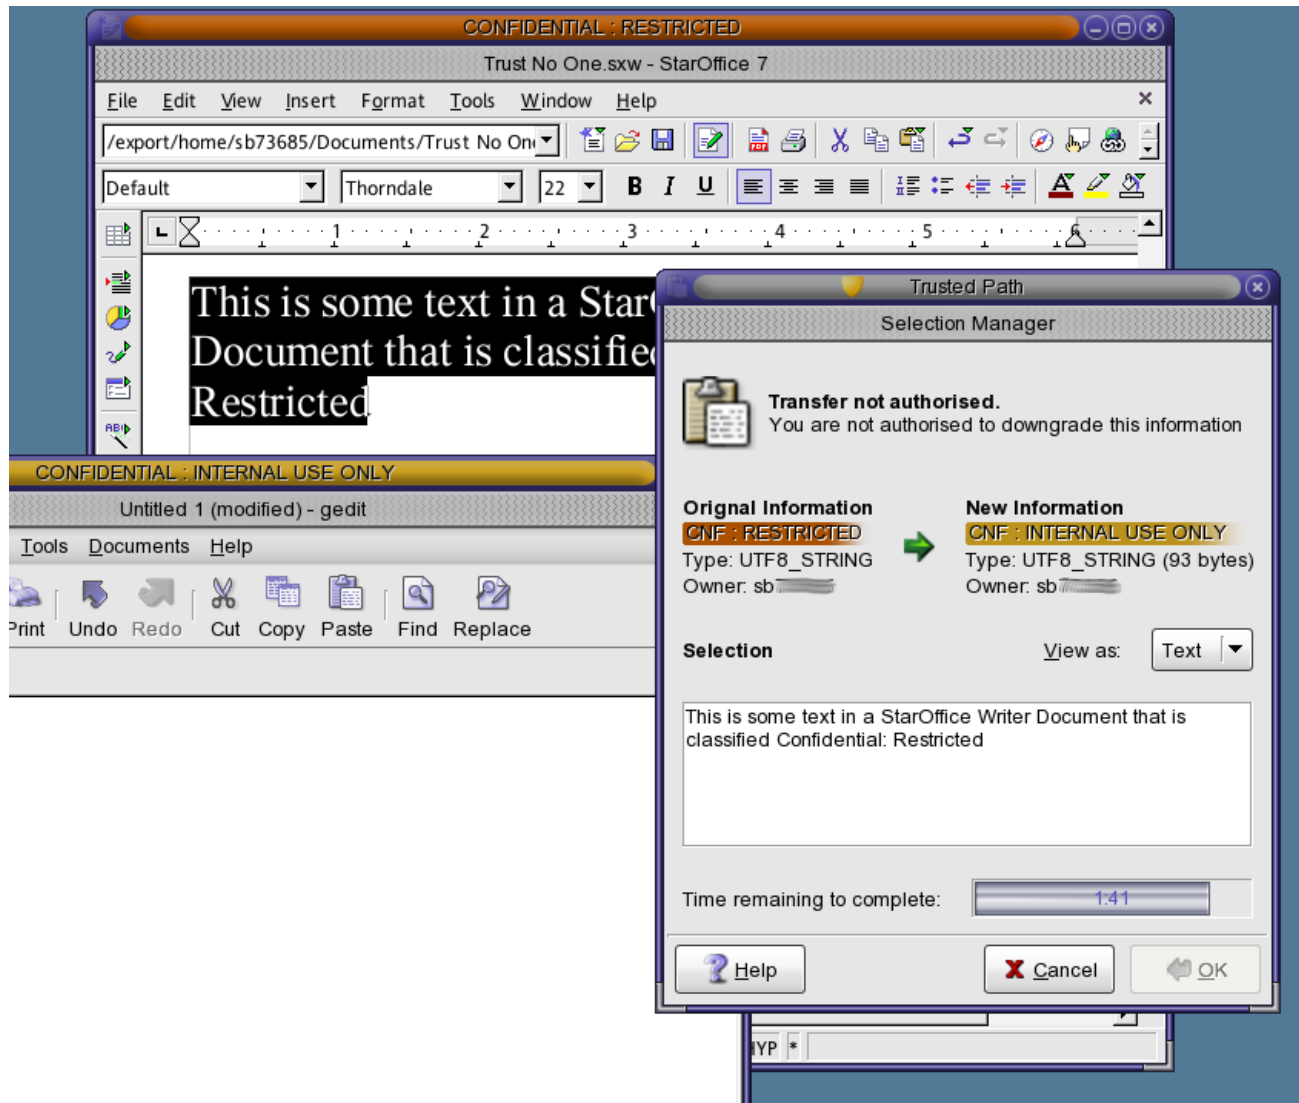 CONFIDENTIAL : RESTRICTED
Trust No One.sxw - StarOffice 7
File Edit View Insert Format Tools Window Help
/export/home/sb73685/Documents/Trust No
Default Thorndale 22 B I U
1 2 3 4 5 6
This is some text in a
Document that is
Restricted
CONFIDENTIAL : INTERNAL USE ONLY
Untitled 1 (modified) - gedit
Tools Documents Help
Print Undo Redo Cut Copy Paste Find Replace
Trusted Path
Selection Manager
Transfer not authorised.
You are not authorised to downgrade this information
Orignal Information
CNF : RESTRICTED
Type: UTF8_STRING
Owner: sb
New Information
CNF : INTERNAL USE ONLY
Type: UTF8_STRING (93 bytes)
Owner: sb
Selection
View as: Text
This is some text in a StarOffice Writer Document that is
classified Confidential: Restricted
Time remaining to complete: 1:41
Help Cancel OK
YP *